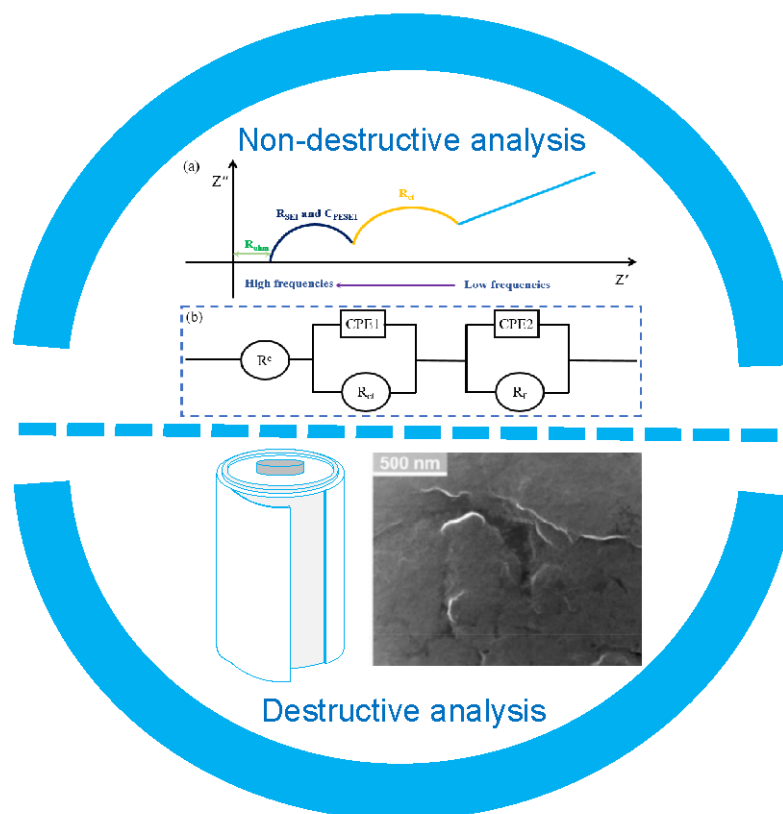 Non-destructive analysis
(a)
Z″
R_SEI and C_PESEI
R_ct
R_ohm
High frequencies
Low frequencies
Z′
(b)
CPE1
CPE2
R^e
R_ct
R_f
500 nm
Destructive analysis